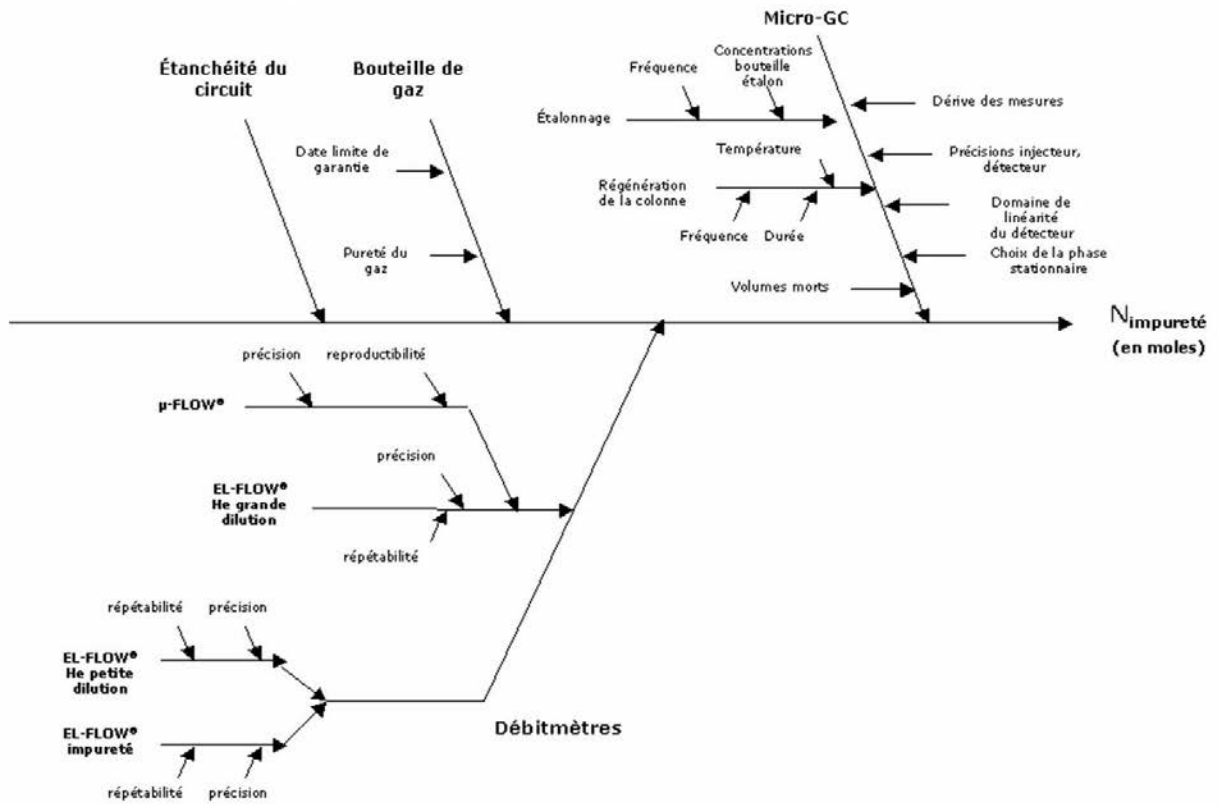 Micro-GC
Étanchéité du
circuit
Bouteille de
gaz
Fréquence
Concentrations
bouteille
étalon
Étalonnage
Dérive des mesures
Date limite de
garantie
Température
Précisions injecteur,
détecteur
Régénération
de la colonne
Fréquence
Durée
Domaine de
linéarité
du détecteur
Pureté du
gaz
Choix de la phase
stationnaire
Volumes morts
Nimpureté
(en moles)
précision
reproductibilité
µ-FLOW®
précision
EL-FLOW®
He grande
dilution
répétabilité
répétabilité
précision
EL-FLOW®
He petite
dilution
Débitmètres
EL-FLOW®
impureté
répétabilité
précision